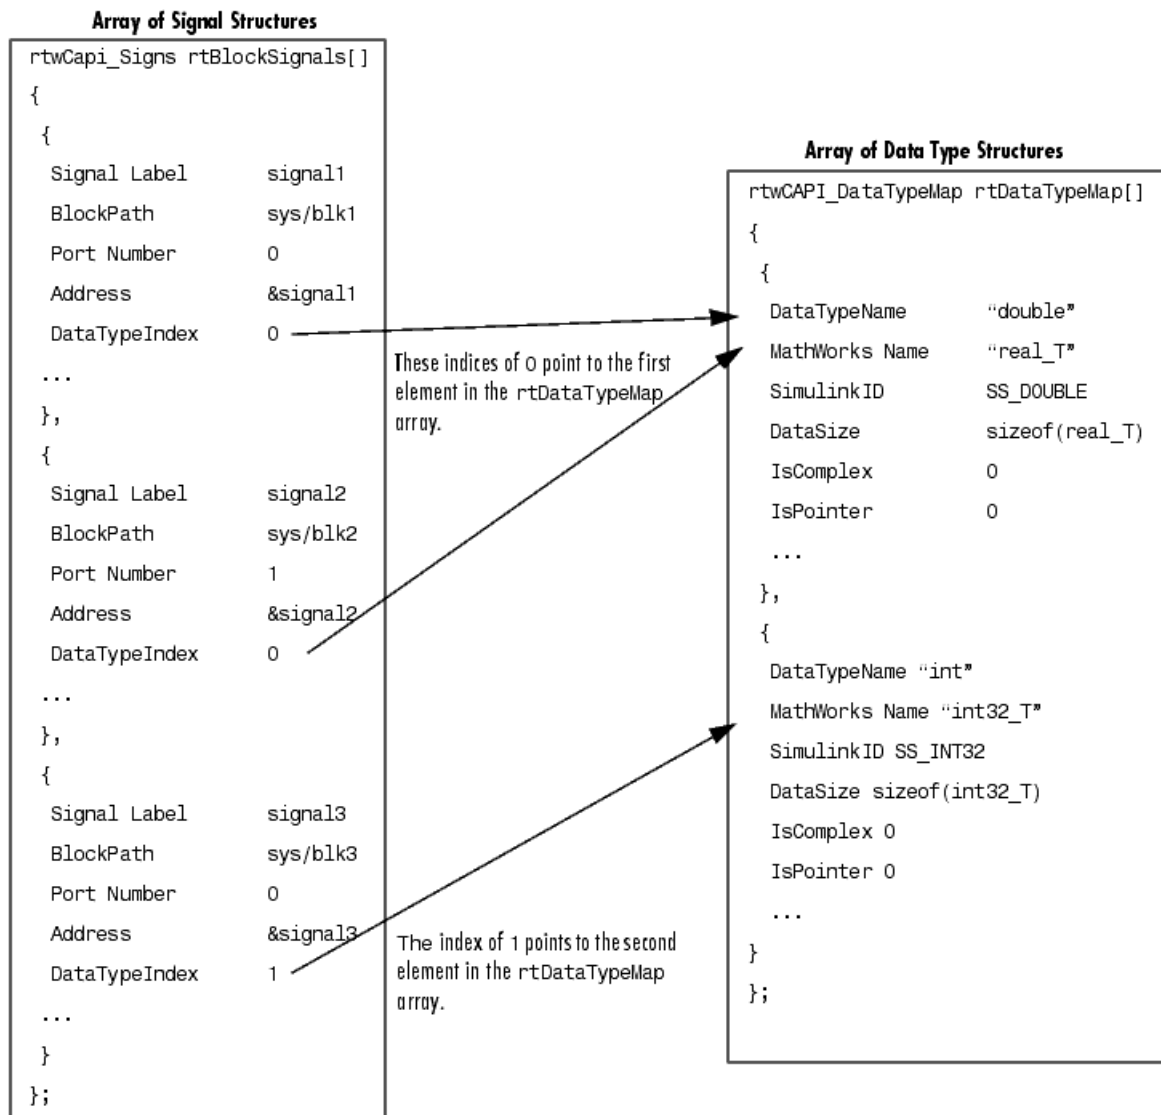 Array of Signal Structures
rtwCapi_Signs rtBlockSignals[]
{
{
Signal Label signal1
BlockPath sys/blk1
Port Number 0
Address &signal1
DataTypeIndex 0
...
},
{
Signal Label signal2
BlockPath sys/blk2
Port Number 1
Address &signal2
DataTypeIndex 0
...
},
{
Signal Label signal3
BlockPath sys/blk3
Port Number 0
Address &signal3
DataTypeIndex 1
...
}
};
These indices of 0 point to the first
element in the rtDataTypeMap
array.
The index of 1 points to the second
element in the rtDataTypeMap
array.
Array of Data Type Structures
rtwCAPI_DataTypeMap rtDataTypeMap[]
{
{
DataTypeName “double”
MathWorks Name “real_T”
SimulinkID SS_DOUBLE
DataSize sizeof(real_T)
IsComplex 0
IsPointer 0
...
},
{
DataTypeName “int”
MathWorks Name “int32_T”
SimulinkID SS_INT32
DataSize sizeof(int32_T)
IsComplex 0
IsPointer 0
...
}
};